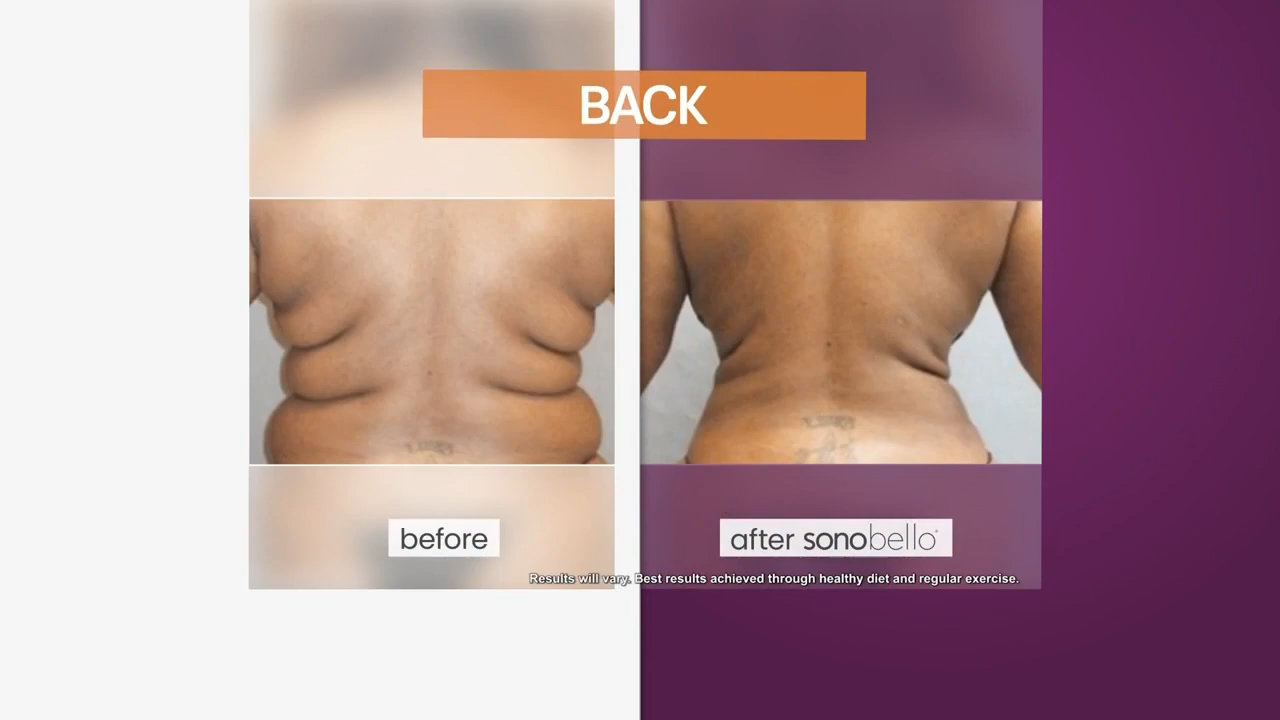 BACK
before
after sonobello
Results will vary. Best results achieved through healthy diet and regular exercise.